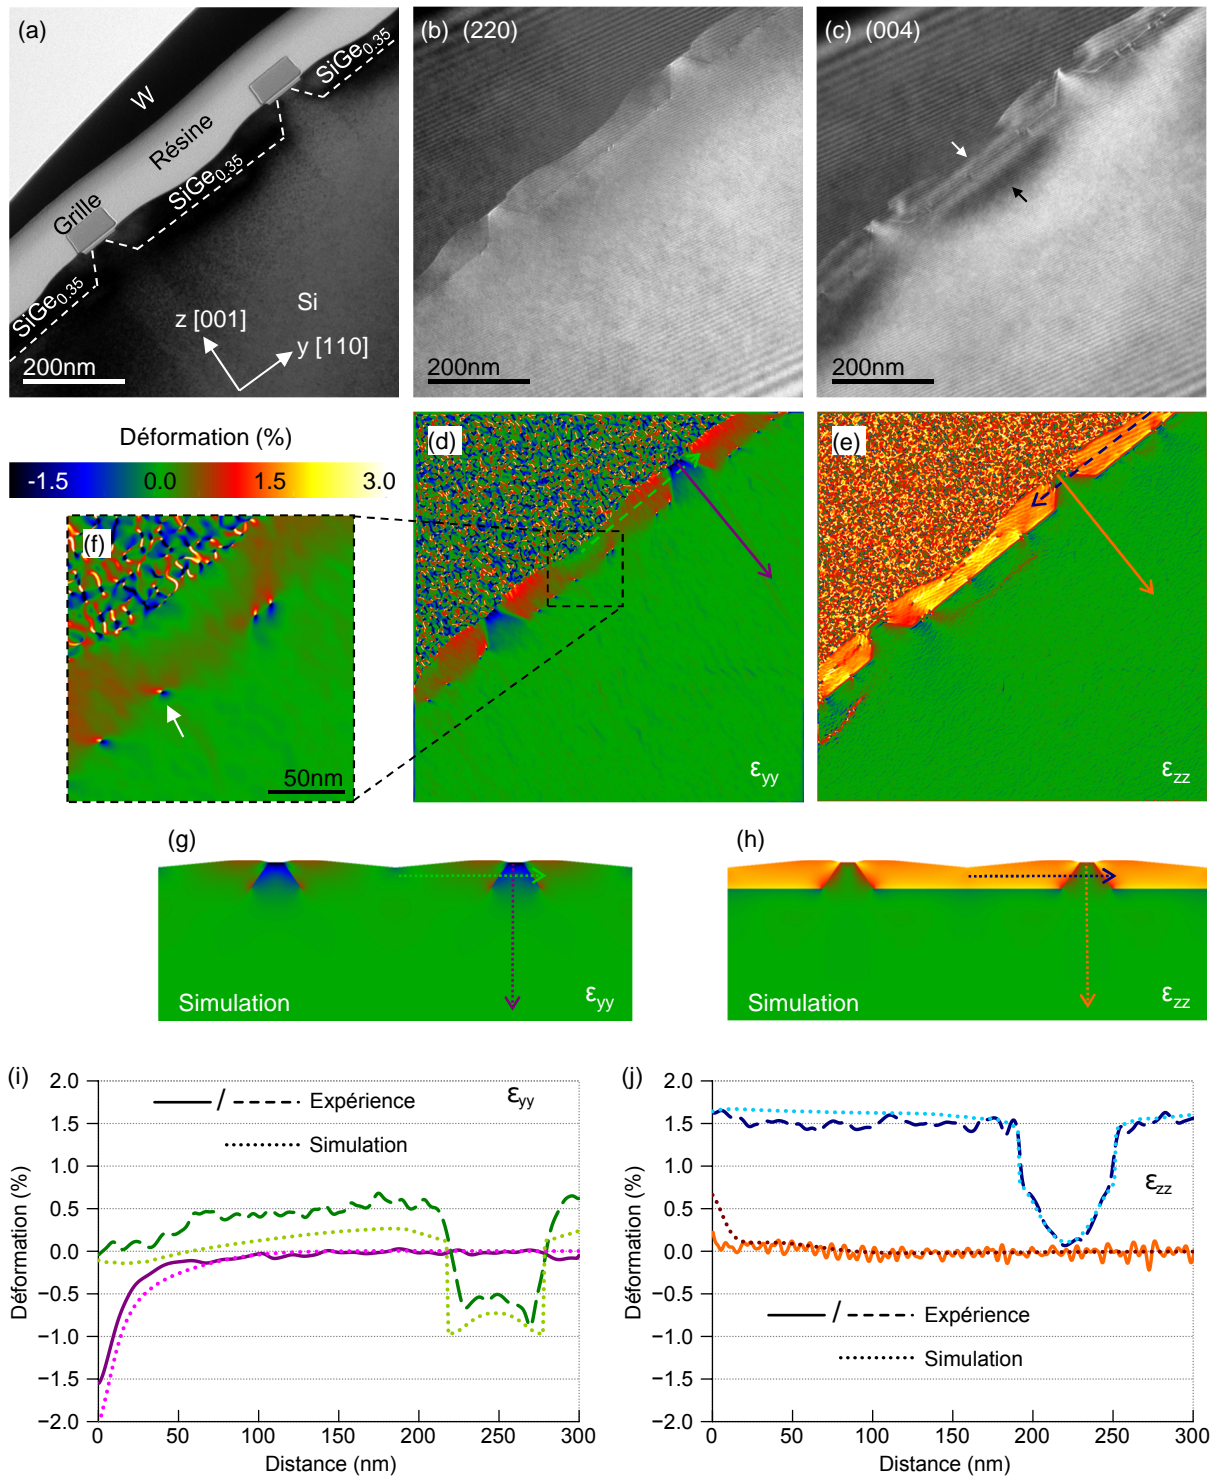 (a)
SiGe0.35
W
Résine
SiGe0.35
Grille
SiGe0.35
Si
z [001]
y [110]
200nm
(b) (220)
200nm
(c) (004)
200nm
Déformation (%)
-1.5 0.0 1.5 3.0
(d)
εyy
(e)
εzz
(f)
50nm
(g)
Simulation
εyy
(h)
Simulation
εzz
(i)
2.0
1.5
1.0
0.5
0.0
−0.5
−1.0
−1.5
−2.0
Déformation (%)
/ Expérience
Simulation
εyy
0 50 100 150 200 250 300
Distance (nm)
(j)
2.0
1.5
1.0
0.5
0.0
−0.5
−1.0
−1.5
−2.0
Déformation (%)
εzz
/ Expérience
Simulation
0 50 100 150 200 250 300
Distance (nm)